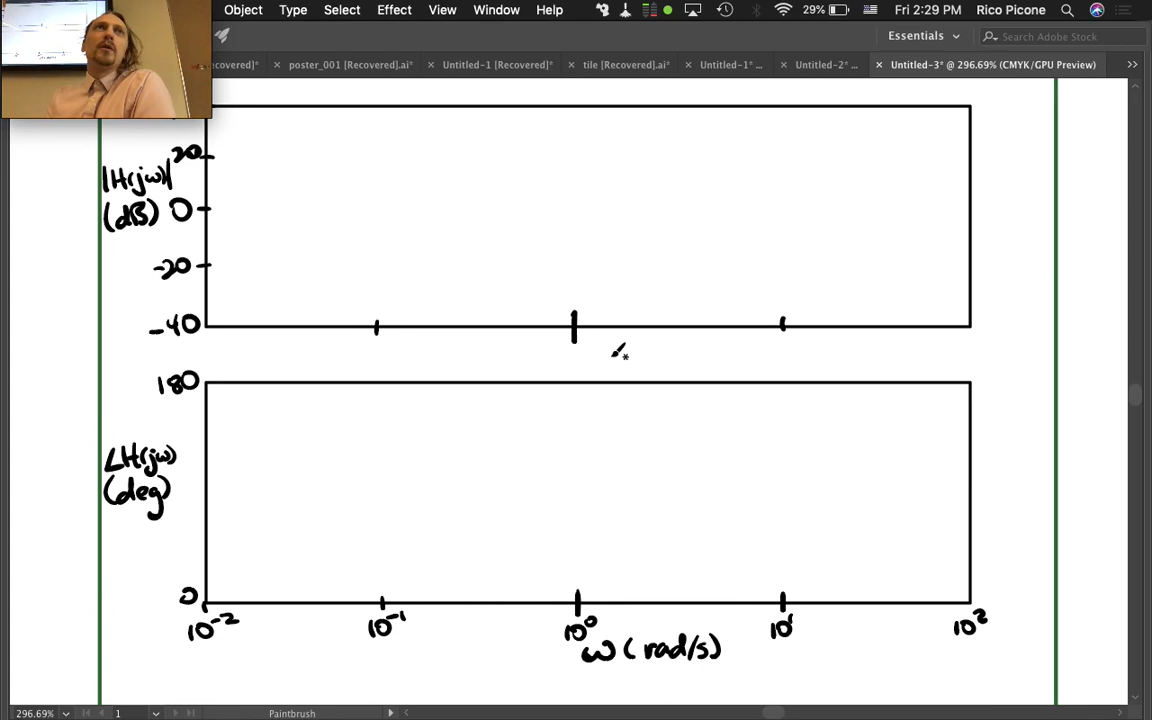 Object Type Select Effect View Window Help 29% Fri 2:29 PM Rico Picone
Essentials Search Adobe Stock
covered]* × poster_001 [Recovered].ai* × Untitled-1 [Recovered]* × tile [Recovered].ai* × Untitled-1* ... × Untitled-2* ... × Untitled-3* @ 296.69% (CMYK/GPU Preview) >>
20
|H(jω)|
(dB) 0
-20
-40
180
∠H(jω)
(deg)
0
10⁻² 10⁻¹ 10⁰ 10¹ 10²
ω (rad/s)
296.69% 1 Paintbrush